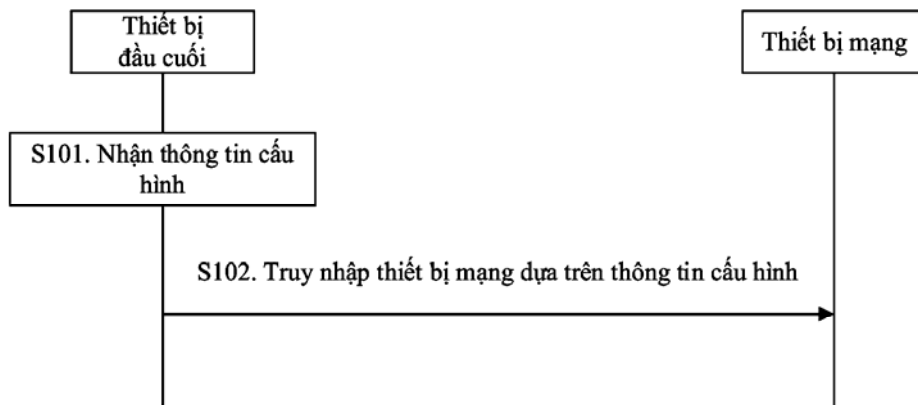 Thiết bị
đầu cuối
Thiết bị mạng
S101. Nhận thông tin cấu
hình
S102. Truy nhập thiết bị mạng dựa trên thông tin cấu hình